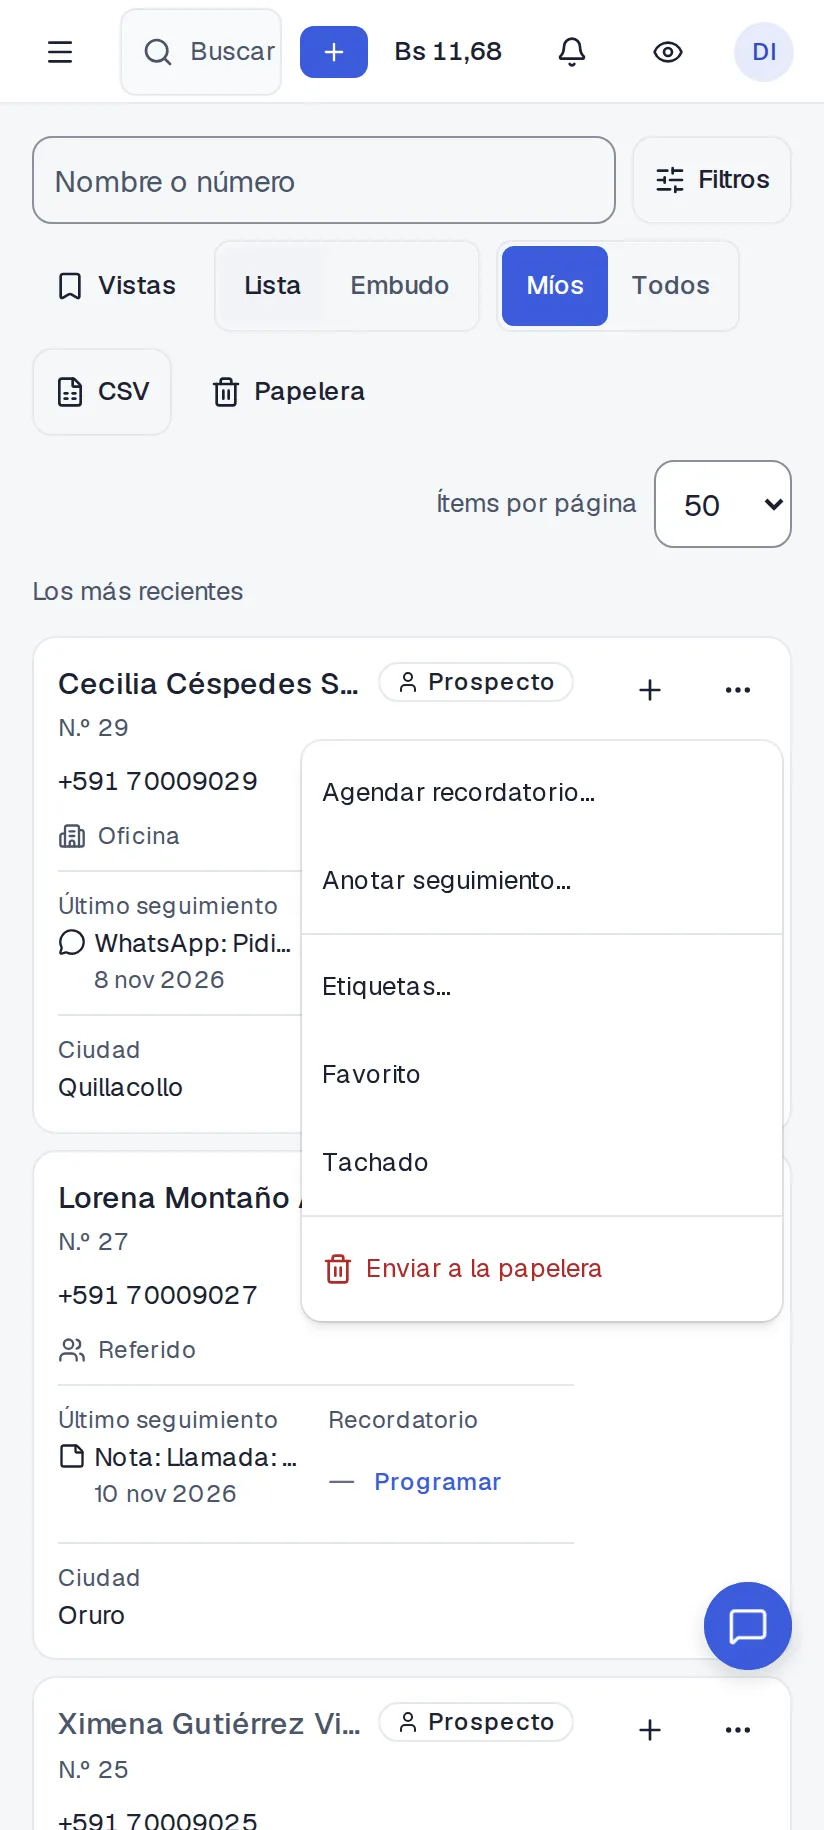 Buscar
Bs 11,68
DI
Nombre o número
Filtros
Vistas
Lista
Embudo
Míos
Todos
CSV
Papelera
Ítems por página
50
Los más recientes
Cecilia Céspedes S...
Prospecto
N.º 29
+591 70009029
Oficina
Último seguimiento
WhatsApp: Pidi...
8 nov 2026
Ciudad
Quillacollo
Agendar recordatorio...
Anotar seguimiento...
Etiquetas...
Favorito
Tachado
Enviar a la papelera
Lorena Montaño
N.º 27
+591 70009027
Referido
Último seguimiento
Nota: Llamada: ...
10 nov 2026
Recordatorio
— Programar
Ciudad
Oruro
Ximena Gutiérrez Vi...
Prospecto
N.º 25
+591 70009025